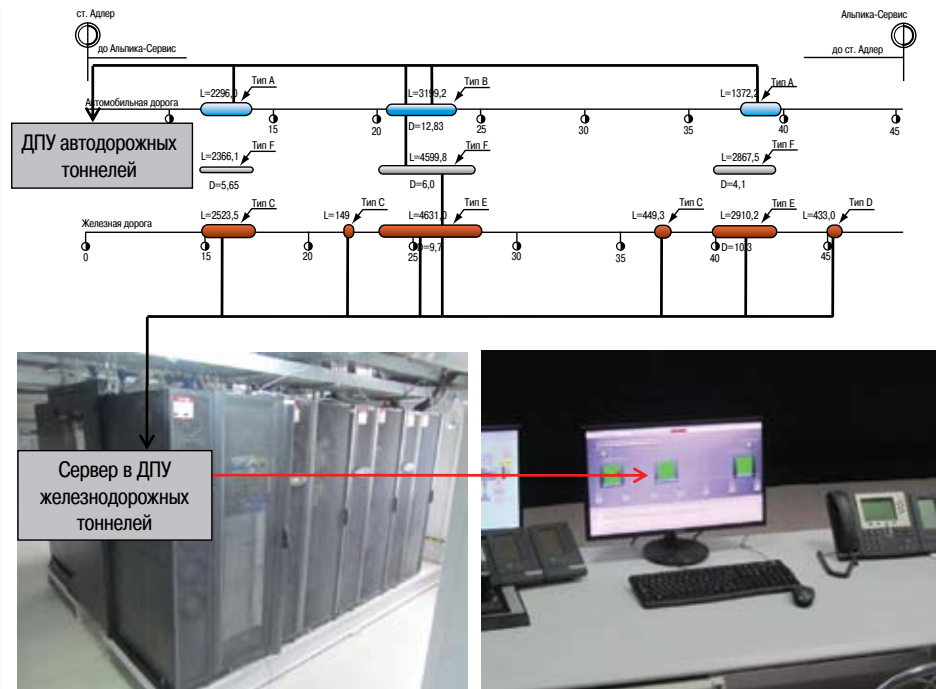 ст. Адлер
Альпика-Сервис
до Альпика-Сервис
до ст. Адлер
L=2296,0
Тип А
L=3199,2
Тип В
L=1372,2
Тип А
Автомобильная дорога
15
20
D=12,83
25
30
35
40
45
ДПУ автодорожных
тоннелей
L=2366,1
Тип F
L=4599,8
Тип F
L=2867,5
Тип F
D=5,65
D=6,0
D=4,1
L=2523,5
Тип С
L=149
Тип С
L=4631,0
Тип Е
L=449,3
Тип С
L=2910,2
Тип Е
L=433,0
Тип D
Железная дорога
0
15
20
25
D=9,7
30
35
40
D=10,3
45
Сервер в ДПУ
железнодорожных
тоннелей